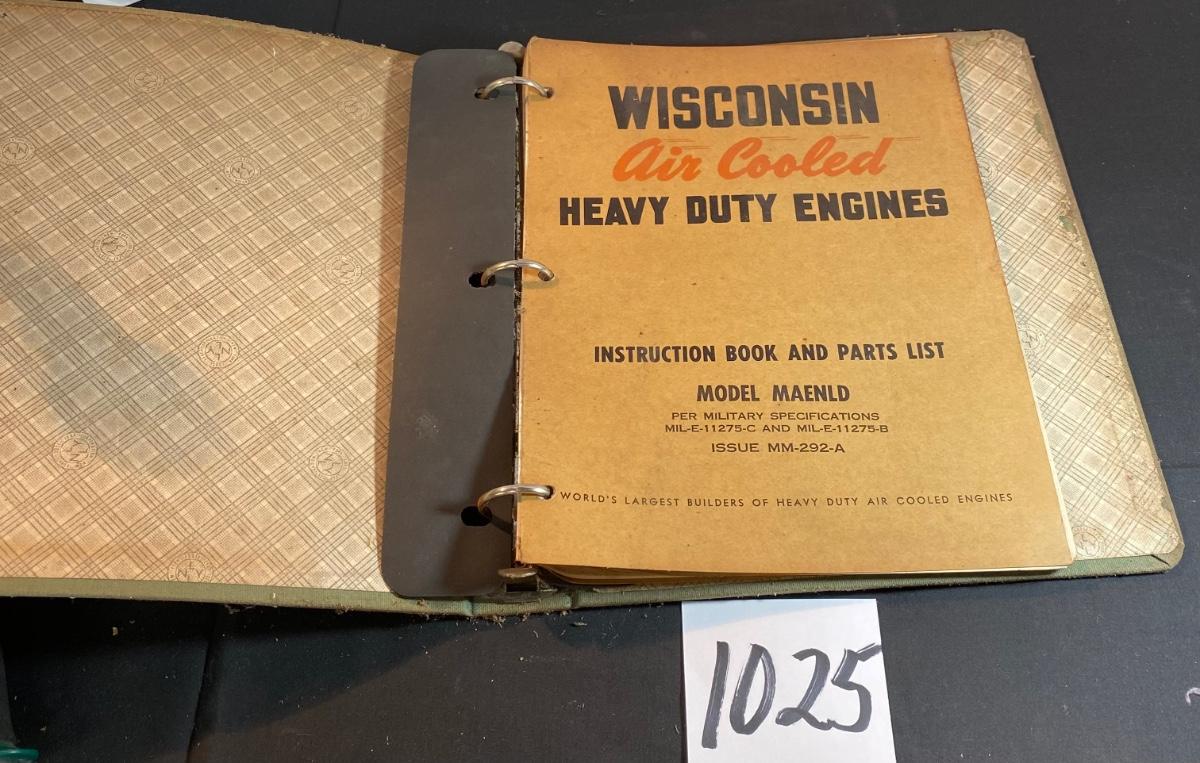 WISCONSIN
Air Cooled
HEAVY DUTY ENGINES
INSTRUCTION BOOK AND PARTS LIST
MODEL MAENLD
PER MILITARY SPECIFICATIONS
MIL-E-11275-C AND MIL-E-11275-B
ISSUE MM-292-A
WORLD'S LARGEST BUILDERS OF HEAVY DUTY AIR COOLED ENGINES
1025